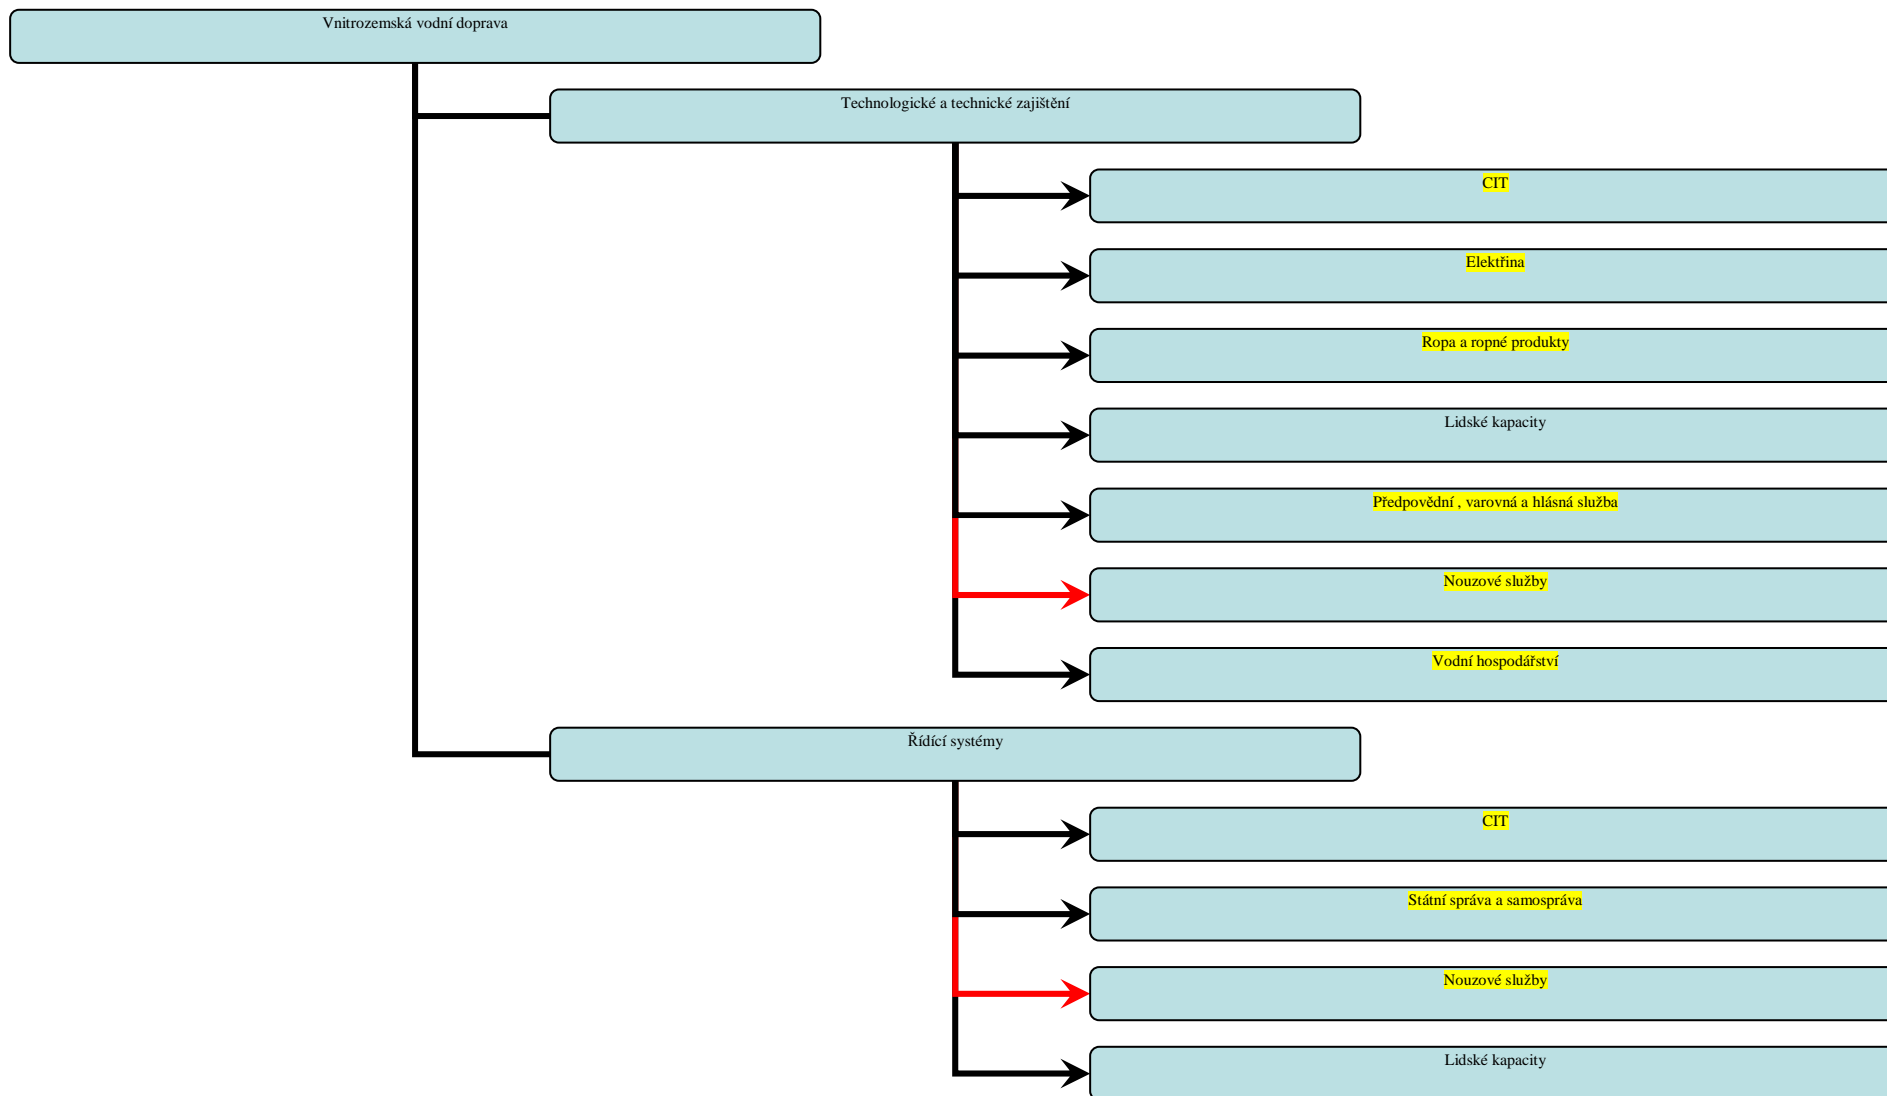 Vnitrozemská vodní doprava
Technologické a technické zajištění
CIT
Elektřina
Ropa a ropné produkty
Lidské kapacity
Předpovědní , varovná a hlásná služba
Nouzové služby
Vodní hospodářství
Řídící systémy
CIT
Státní správa a samospráva
Nouzové služby
Lidské kapacity